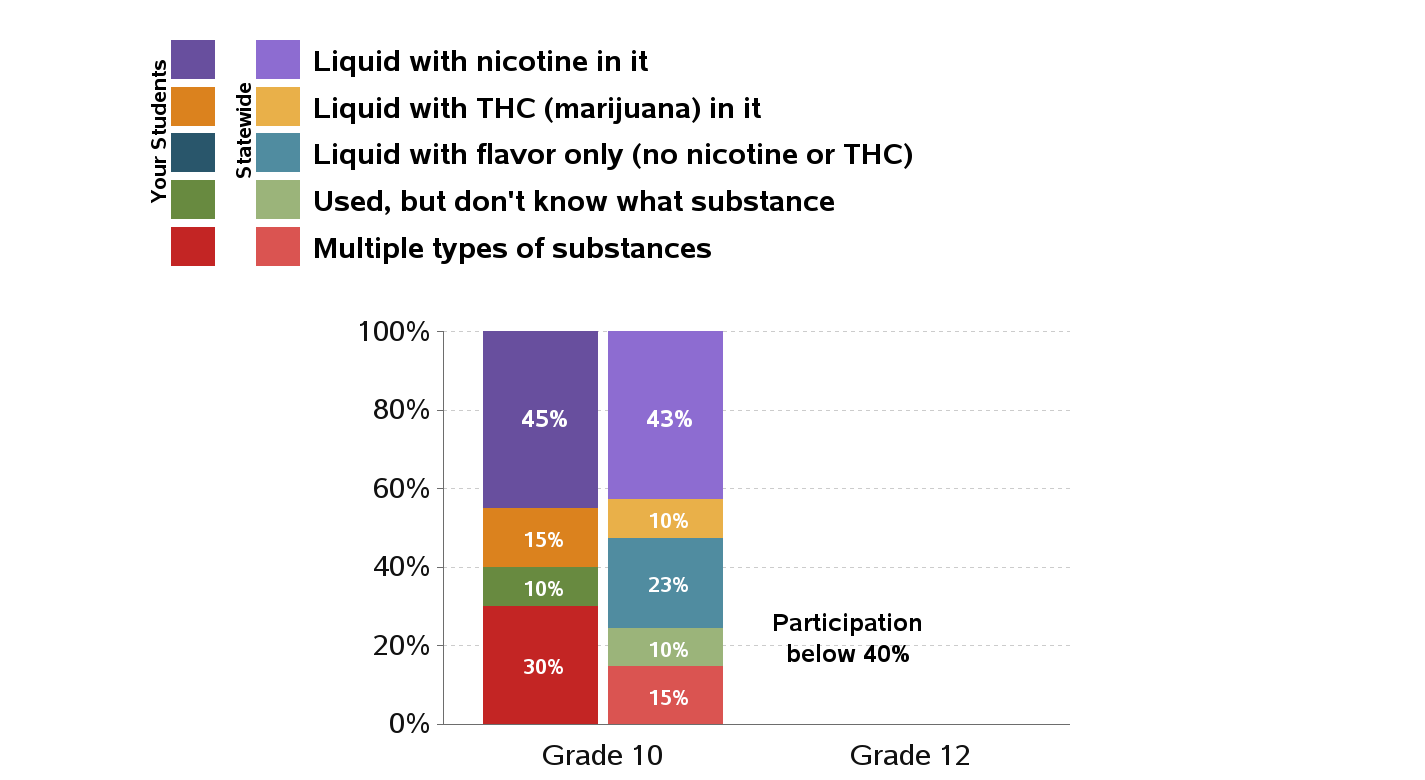 Your Students
Statewide
Liquid with nicotine in it
Liquid with THC (marijuana) in it
Liquid with flavor only (no nicotine or THC)
Used, but don't know what substance
Multiple types of substances
100%
80%
60%
40%
20%
0%
45%
15%
10%
30%
43%
10%
23%
10%
15%
Participation
below 40%
Grade 10
Grade 12